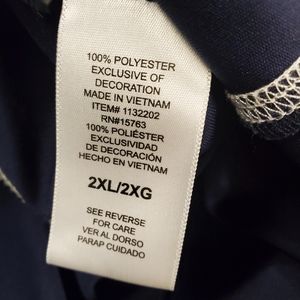 100% POLYESTER
EXCLUSIVE OF
DECORATION
MADE IN VIETNAM
ITEM# 1132202
RN#15763
100% POLIÉSTER
EXCLUSIVIDAD
DE DECORACIÓN
HECHO EN VIETNAM
2XL/2XG
SEE REVERSE
FOR CARE
VER AL DORSO
PARAP CUIDADO